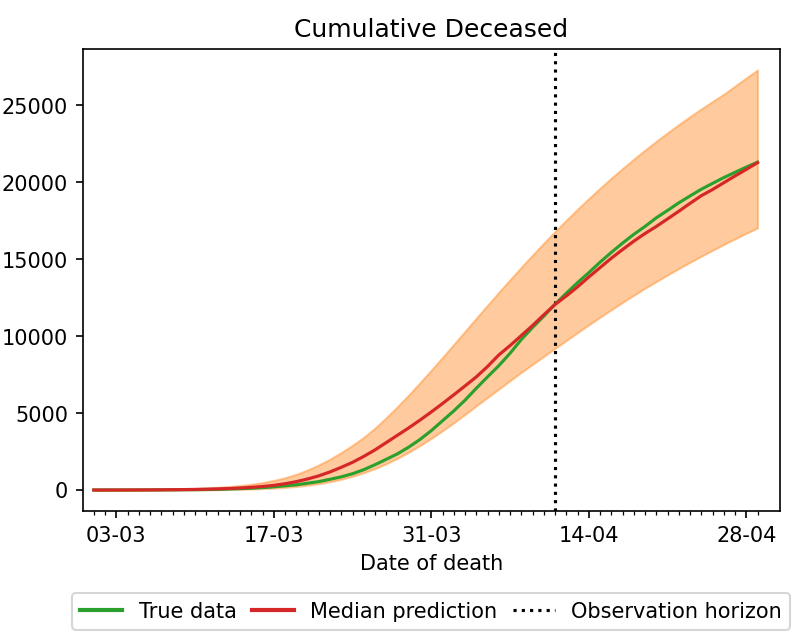 Cumulative Deceased
25000
20000
15000
10000
5000
0
03-03 17-03 31-03 14-04 28-04
Date of death
True data Median prediction Observation horizon